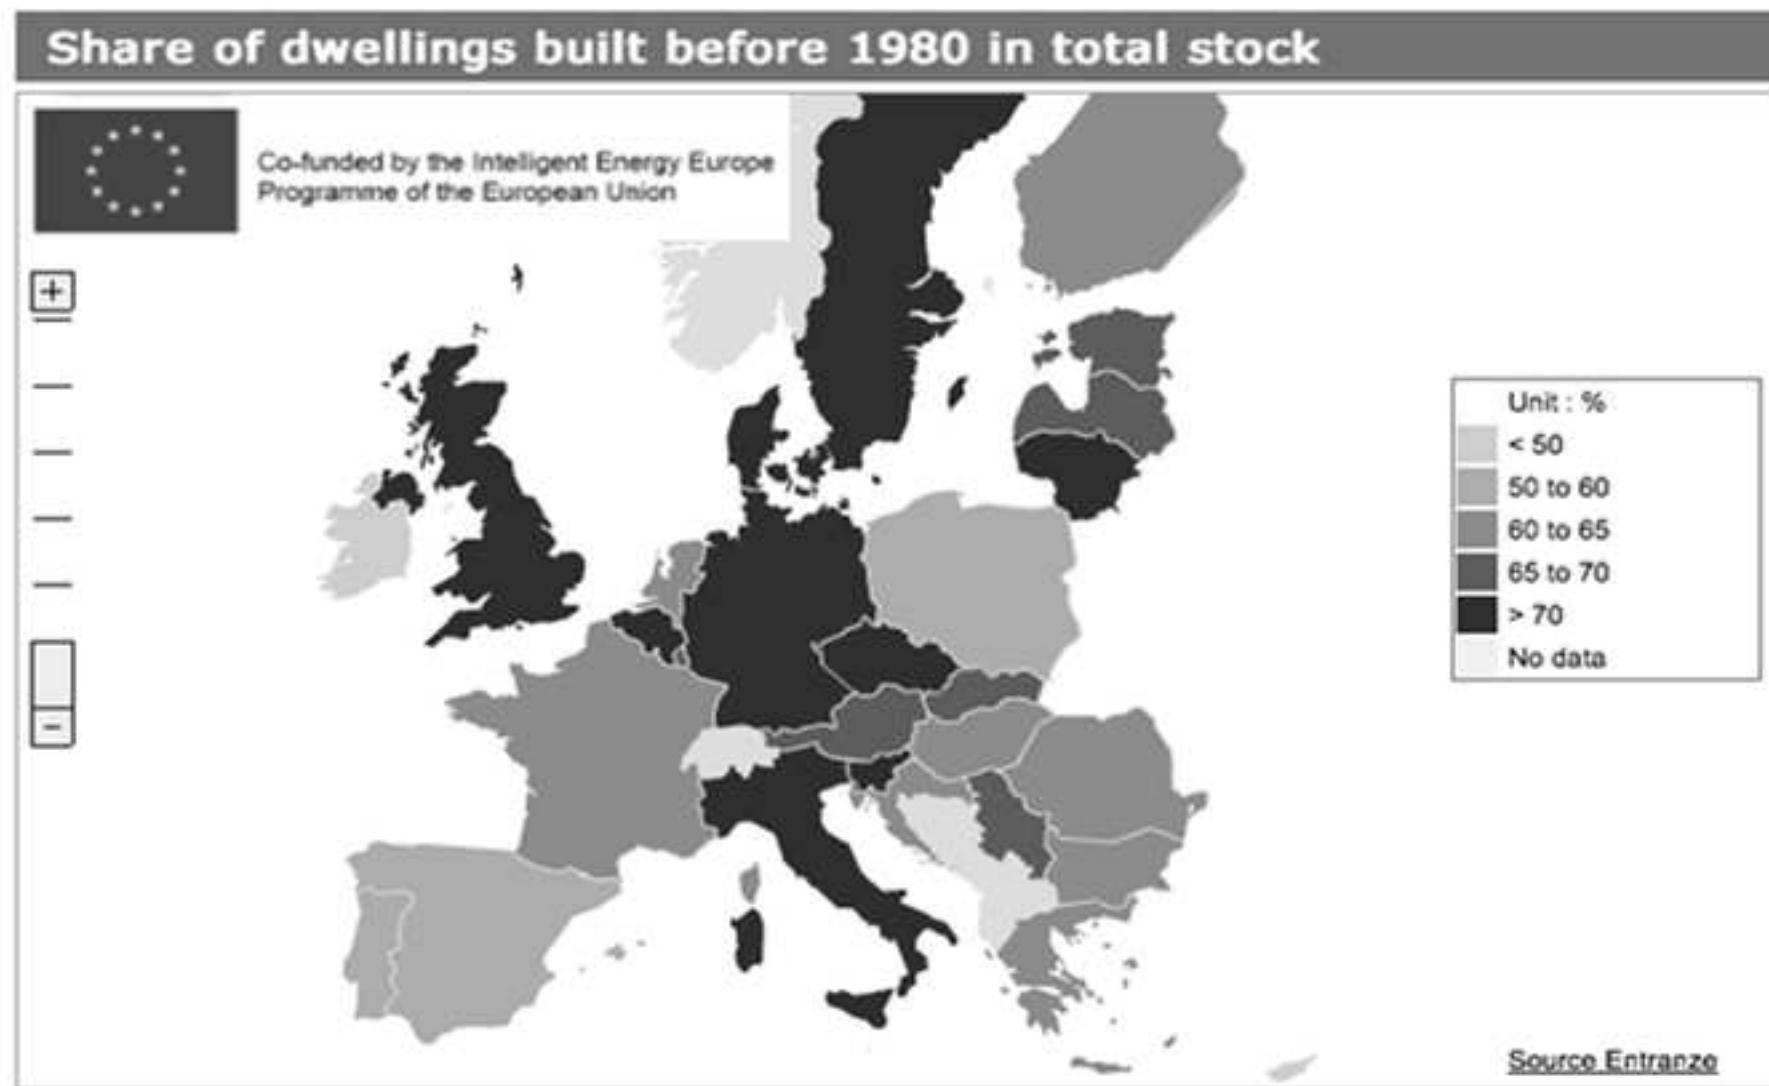 Share of dwellings built before 1980 in total stock
Co-funded by the Intelligent Energy Europe
Programme of the European Union
+
−
Unit : %
< 50
50 to 60
60 to 65
65 to 70
> 70
No data
Source Entranze